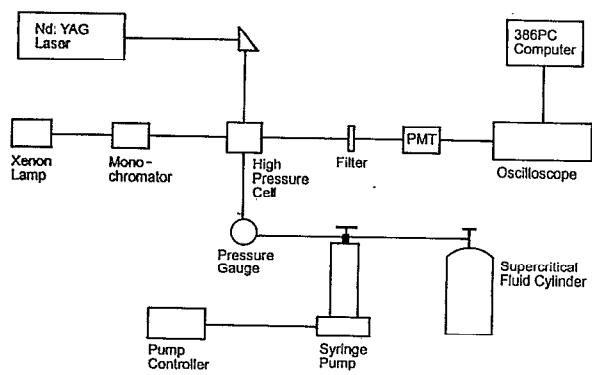 Nd: YAG
Laser
386PC
Computer
PMT
Xenon
Lamp
Mono-
chromator
High
Pressure
Cell
Filter
Oscilloscope
Pressure
Gauge
Supercritical
Fluid Cylinder
Pump
Controller
Syringe
Pump